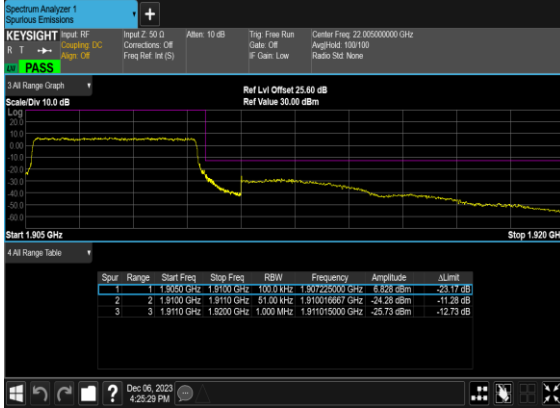 Spectrum Analyzer 1
Spurious Emissions
+
KEYSIGHT Input: RF Input Z: 50 Ω Atten: 10 dB Trig: Free Run Center Freq: 22.005000000 GHz
R T Coupling: DC Corrections: Off Gate: Off Avg|Hold: 100/100
Align: Off Freq Ref: Int (S) IF Gain: Low Radio Std: None
PASS
3 All Range Graph
Ref Lvl Offset 25.60 dB
Scale/Div 10.0 dB Ref Value 30.00 dBm
Log
20.0
10.0
0.00
-10.0
-20.0
-30.0
-40.0
-50.0
-60.0
Start 1.905 GHz Stop 1.920 GH
4 All Range Table
Spur Range Start Freq Stop Freq RBW Frequency Amplitude ΔLimit
1 1 1.9050 GHz 1.9100 GHz 100.0 kHz 1.907225000 GHz 6.828 dBm -23.17 dB
2 2 1.9100 GHz 1.9110 GHz 51.00 kHz 1.910016667 GHz -24.28 dBm -11.28 dB
3 3 1.9110 GHz 1.9200 GHz 1.000 MHz 1.911015000 GHz -25.73 dBm -12.73 dB
? Dec 06, 2023
4:25:29 PM